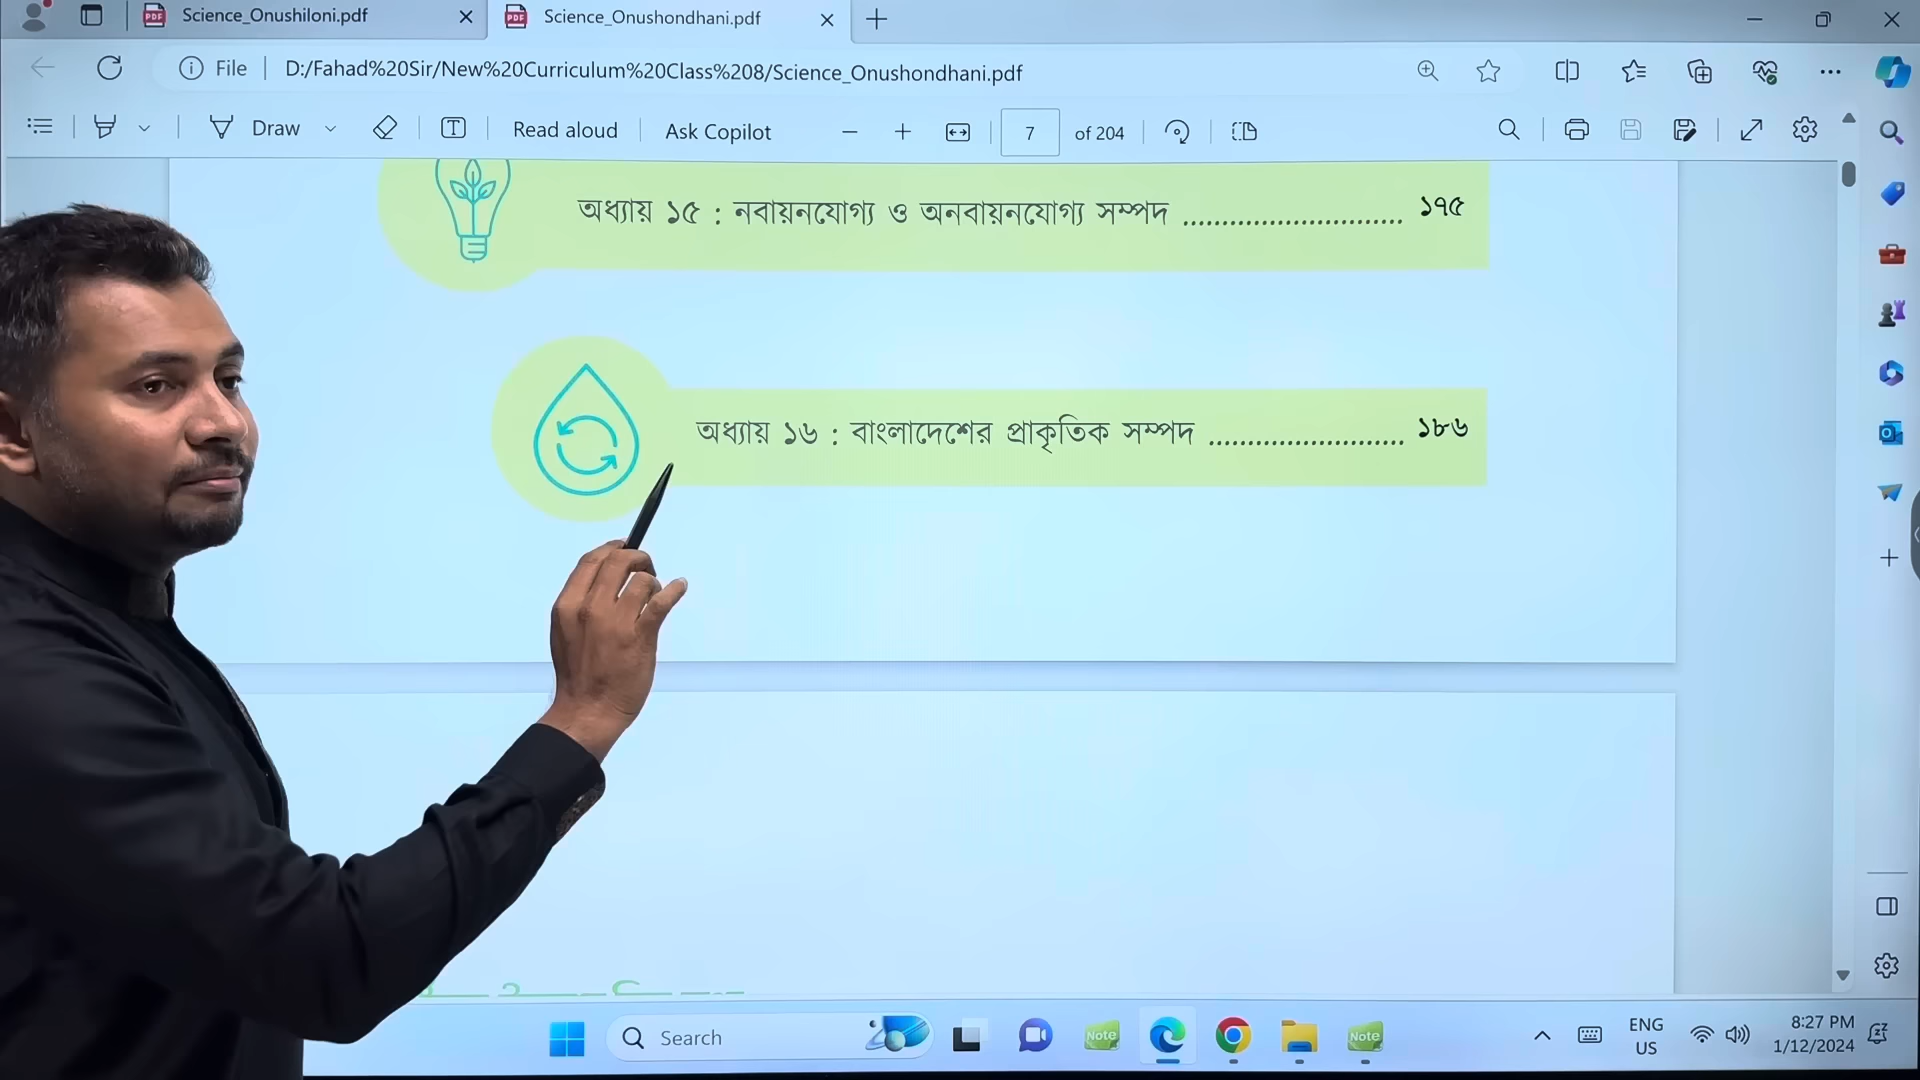 Science_Onushiloni.pdf
Science_Onushondhani.pdf
File
D:/Fahad%20Sir/New%20Curriculum%20Class%208/Science_Onushondhani.pdf
Draw
Read aloud
Ask Copilot
7
of 204
অধ্যায় ১৫ : নবায়নযোগ্য ও অনবায়নযোগ্য সম্পদ ......................... ১৭৫
অধ্যায় ১৬ : বাংলাদেশের প্রাকৃতিক সম্পদ ......................... ১৮৬
Search
Note
Note
ENG
US
8:27 PM
1/12/2024